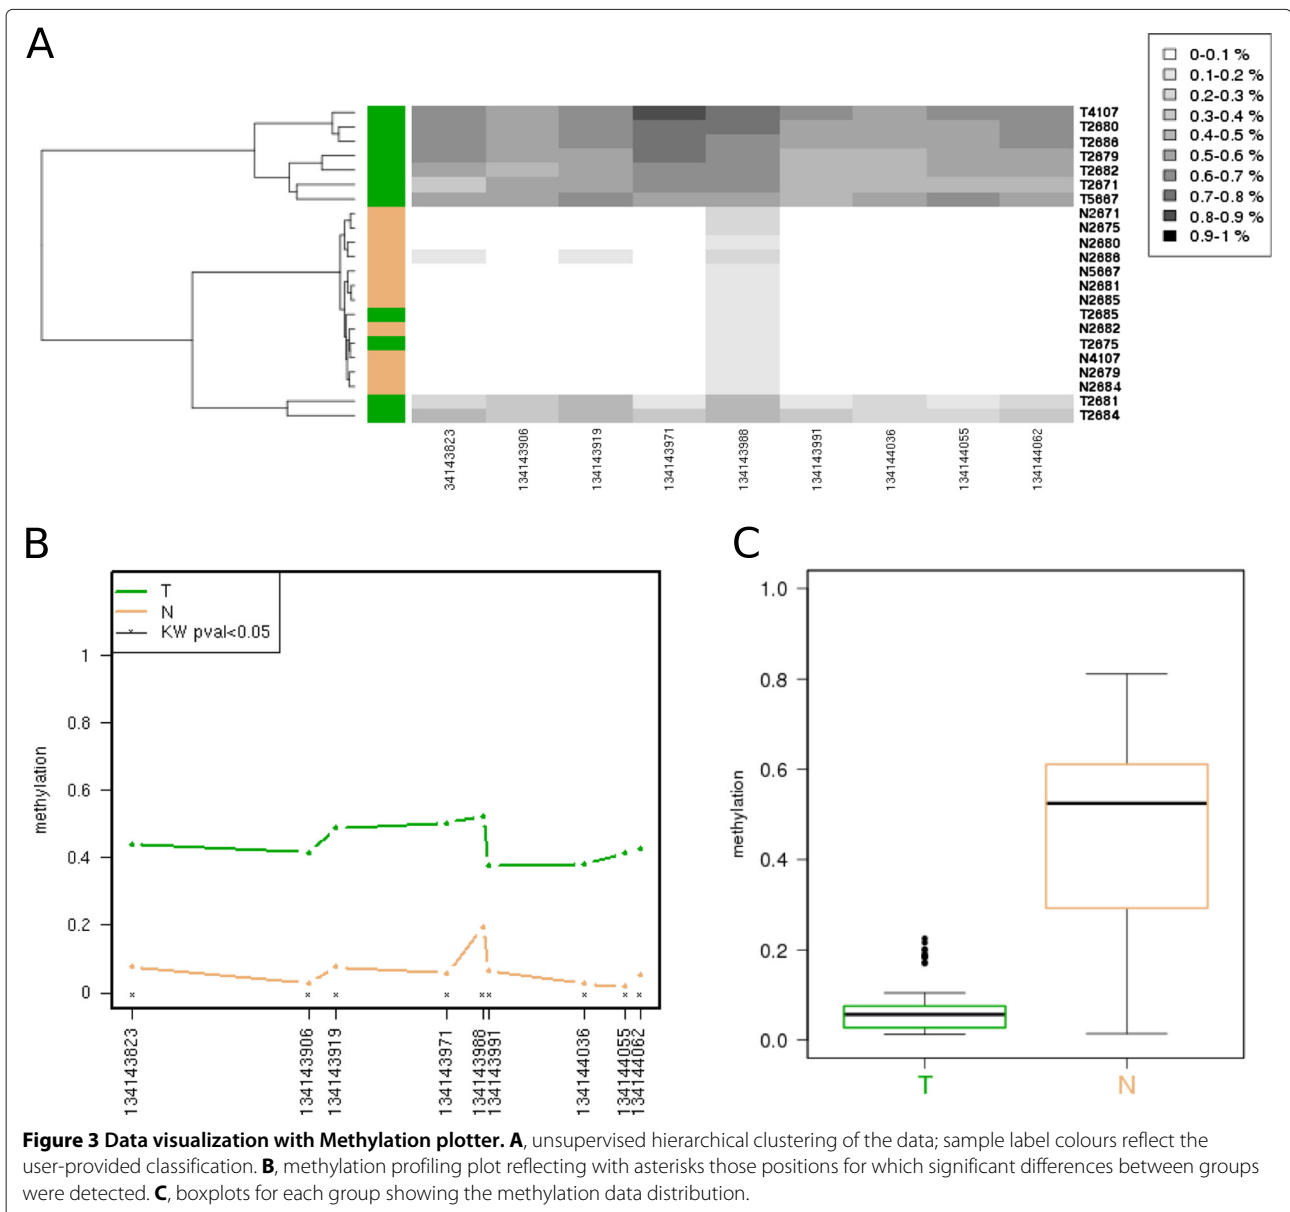 A
0-0.1 %
0.1-0.2 %
0.2-0.3 %
0.3-0.4 %
0.4-0.5 %
0.5-0.6 %
0.6-0.7 %
0.7-0.8 %
0.8-0.9 %
0.9-1 %
T4107
T2680
T2686
T2679
T2682
T2671
T5667
N2671
N2675
N2680
N2686
N5667
N2681
N2685
T2685
N2682
T2675
N4107
N2679
N2684
T2681
T2684
34143823
134143906
134143919
134143971
134143988
134143991
134144036
134144055
134144062
B
T
N
KW pval<0.05
methylation
1
0.8
0.6
0.4
0.2
0
134143823
134143906
134143919
134143971
134143988
134143991
134144036
134144055
134144062
C
methylation
1.0
0.8
0.6
0.4
0.2
0.0
T
N
Figure 3 Data visualization with Methylation plotter. A, unsupervised hierarchical clustering of the data; sample label colours reflect the
user-provided classification. B, methylation profiling plot reflecting with asterisks those positions for which significant differences between groups
were detected. C, boxplots for each group showing the methylation data distribution.